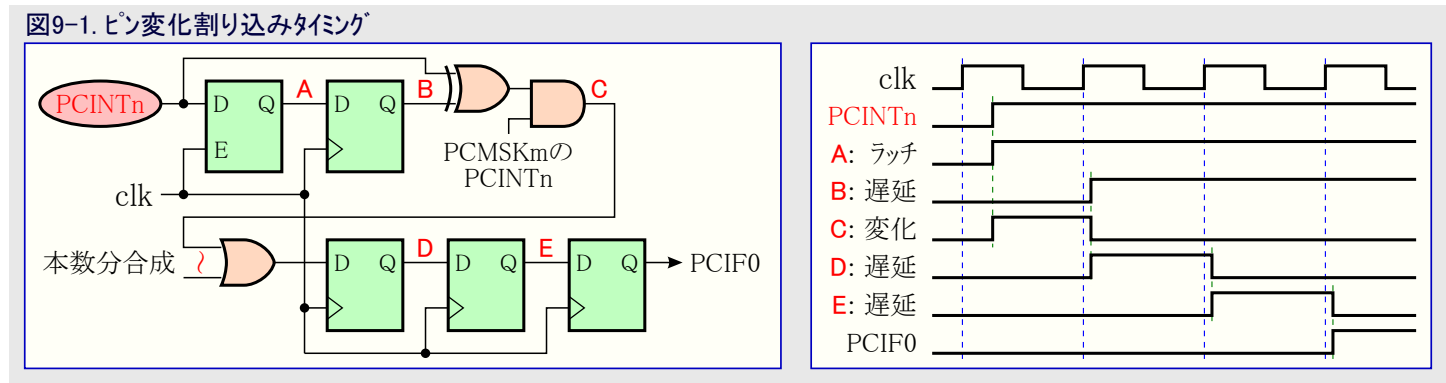 図9-1. ピン変化割り込みタイミング
PCINTn
D Q
E
A
D Q
B
C
PCMSKmの
PCINTn
clk
本数分合成 〜
D Q
D
D Q
E
D Q
PCIF0
clk
PCINTn
A: ラッチ
B: 遅延
C: 変化
D: 遅延
E: 遅延
PCIF0